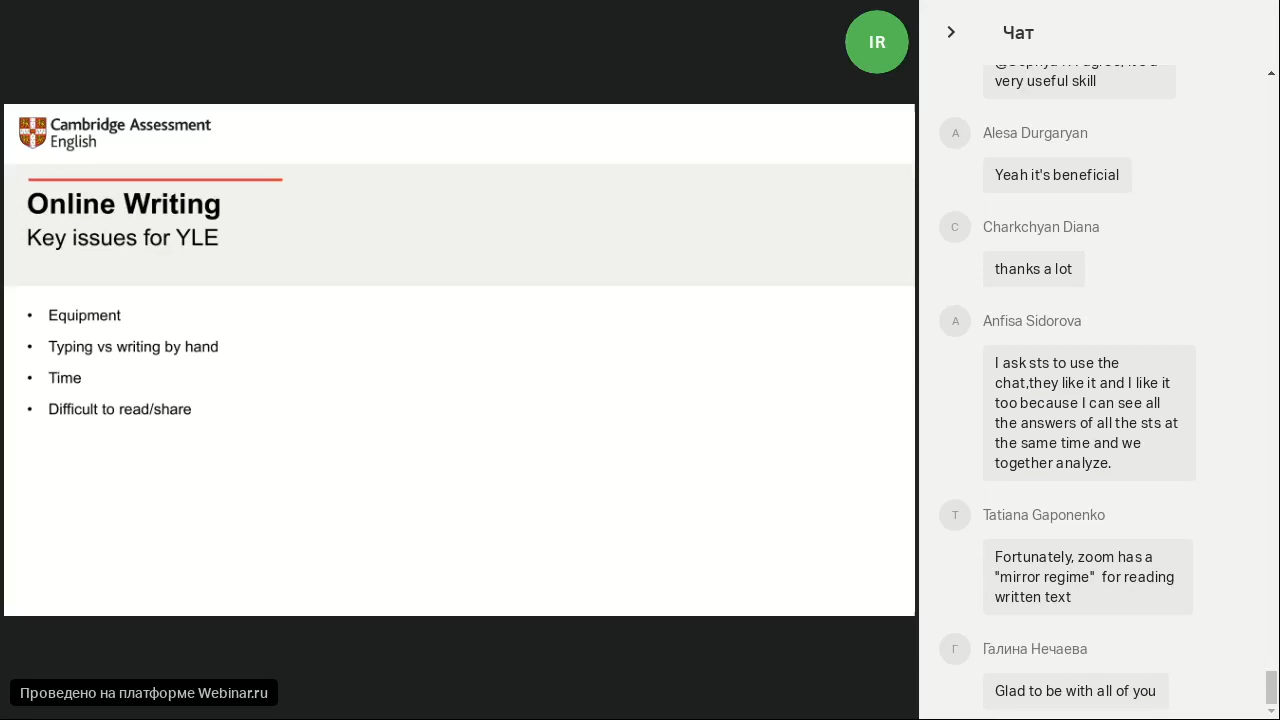 IR
Cambridge Assessment
English
Online Writing
Key issues for YLE
• Equipment
• Typing vs writing by hand
• Time
• Difficult to read/share
Проведено на платформе Webinar.ru
Чат
very useful skill
A
Alesa Durgaryan
Yeah it's beneficial
C
Charkchyan Diana
thanks a lot
A
Anfisa Sidorova
I ask sts to use the
chat,they like it and I like it
too because I can see all
the answers of all the sts at
the same time and we
together analyze.
T
Tatiana Gaponenko
Fortunately, zoom has a
"mirror regime"  for reading
written text
Г
Галина Нечаева
Glad to be with all of you